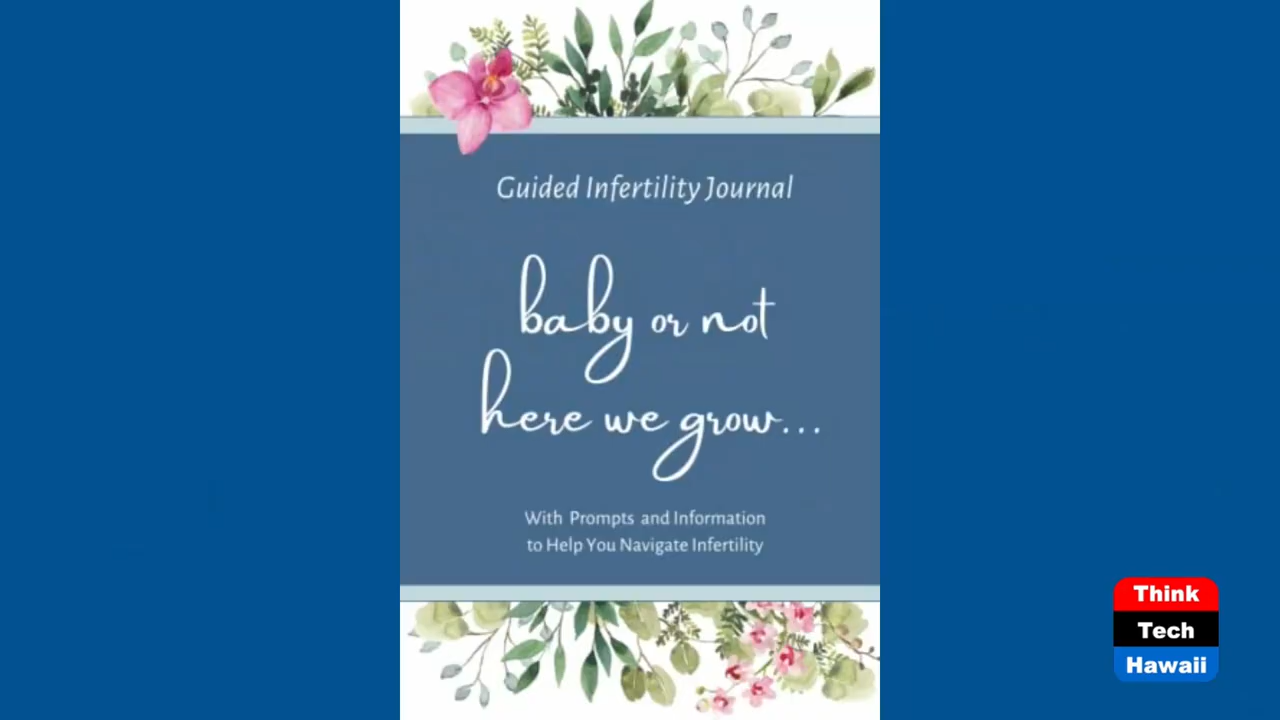 Guided Infertility Journal
baby or not
here we grow...
With Prompts and Information
to Help You Navigate Infertility
Think
Tech
Hawaii